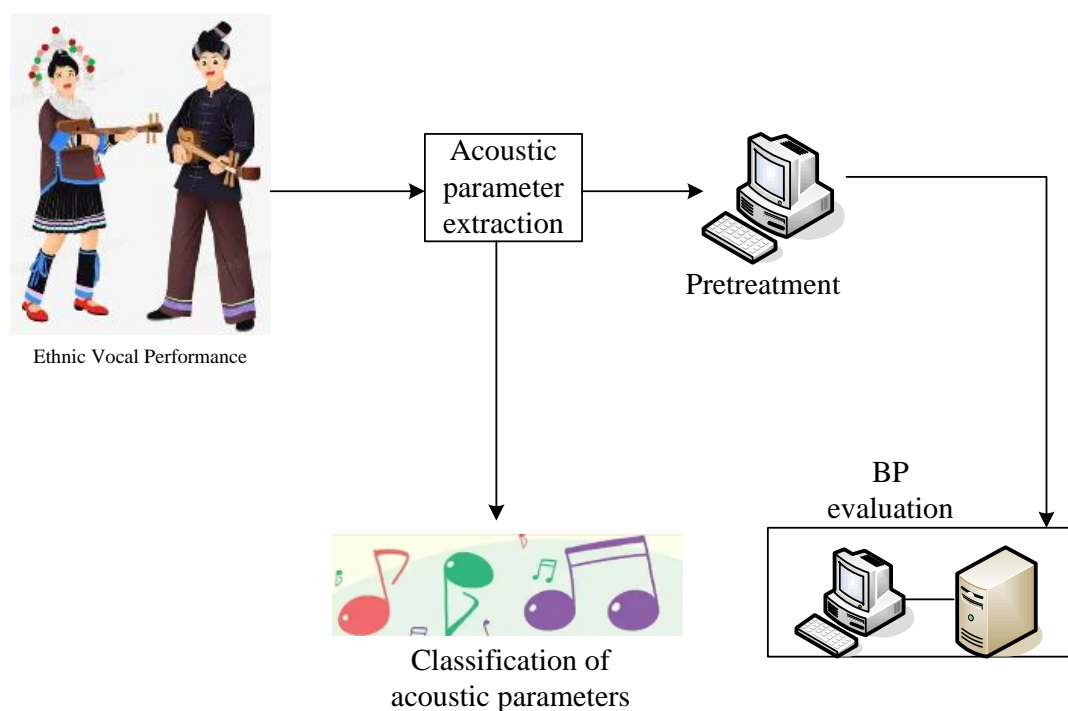 Acoustic
parameter
extraction
Pretreatment
Ethnic Vocal Performance
BP
evaluation
Classification of
acoustic parameters